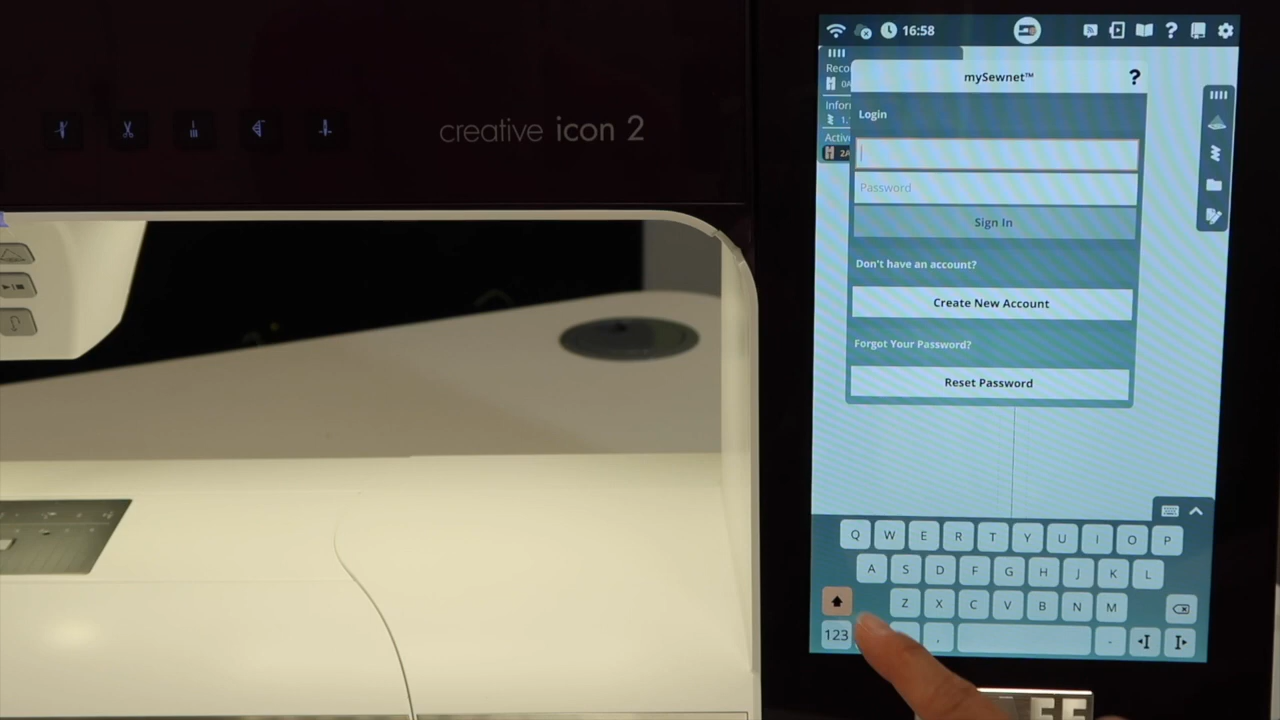 creative icon 2
16:58
mySewnet™ ?
Login
Password
Sign In
Don't have an account?
Create New Account
Forgot Your Password?
Reset Password
Q W E R T Y U I O P
A S D F G H J K L
Z X C V B N M
123 , -